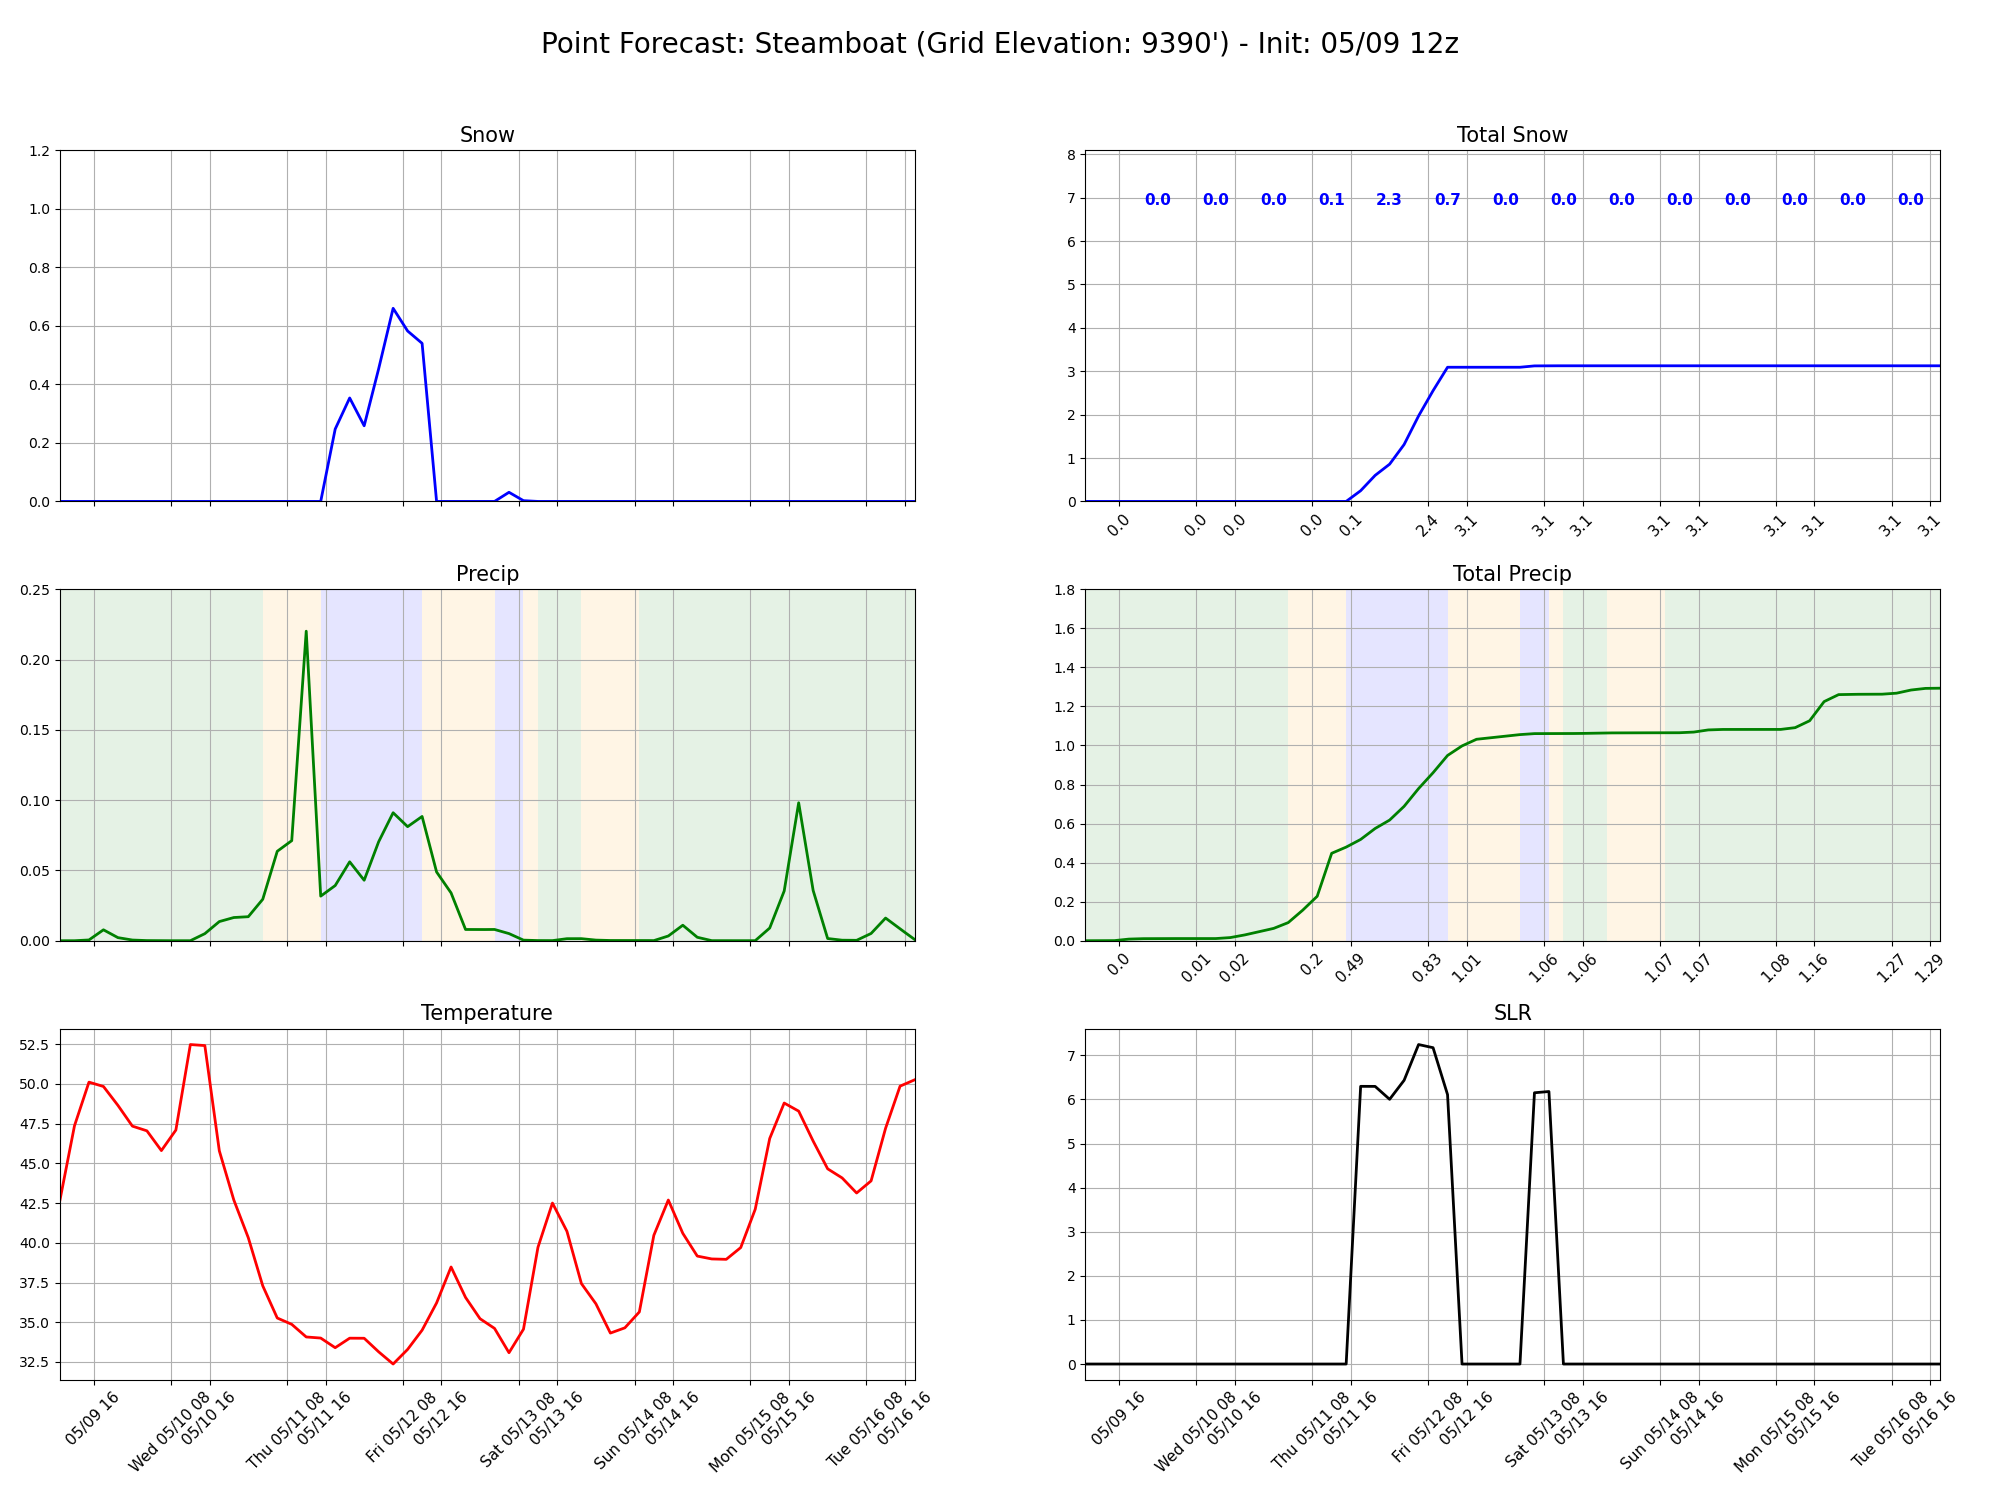 Point Forecast: Steamboat (Grid Elevation: 9390') - Init: 05/09 12z
Snow
1.2
1.0
0.8
0.6
0.4
0.2
0.0
Total Snow
8
7
6
5
4
3
2
1
0
0.0 0.0 0.0 0.1 2.3 0.7 0.0 0.0 0.0 0.0 0.0 0.0 0.0 0.0
0.0 0.0 0.0 0.0 0.1 2.4 3.1 3.1 3.1 3.1 3.1 3.1 3.1 3.1 3.1
Precip
0.25
0.20
0.15
0.10
0.05
0.00
Total Precip
1.8
1.6
1.4
1.2
1.0
0.8
0.6
0.4
0.2
0.0
0.0 0.01 0.02 0.2 0.49 0.83 1.01 1.06 1.06 1.07 1.07 1.08 1.16 1.27 1.29
Temperature
52.5
50.0
47.5
45.0
42.5
40.0
37.5
35.0
32.5
05/09 16
Wed 05/10 08
05/10 16
Thu 05/11 08
05/11 16
Fri 05/12 08
05/12 16
Sat 05/13 08
05/13 16
Sun 05/14 08
05/14 16
Mon 05/15 08
05/15 16
Tue 05/16 08
05/16 16
SLR
7
6
5
4
3
2
1
0
05/09 16
Wed 05/10 08
05/10 16
Thu 05/11 08
05/11 16
Fri 05/12 08
05/12 16
Sat 05/13 08
05/13 16
Sun 05/14 08
05/14 16
Mon 05/15 08
05/15 16
Tue 05/16 08
05/16 16